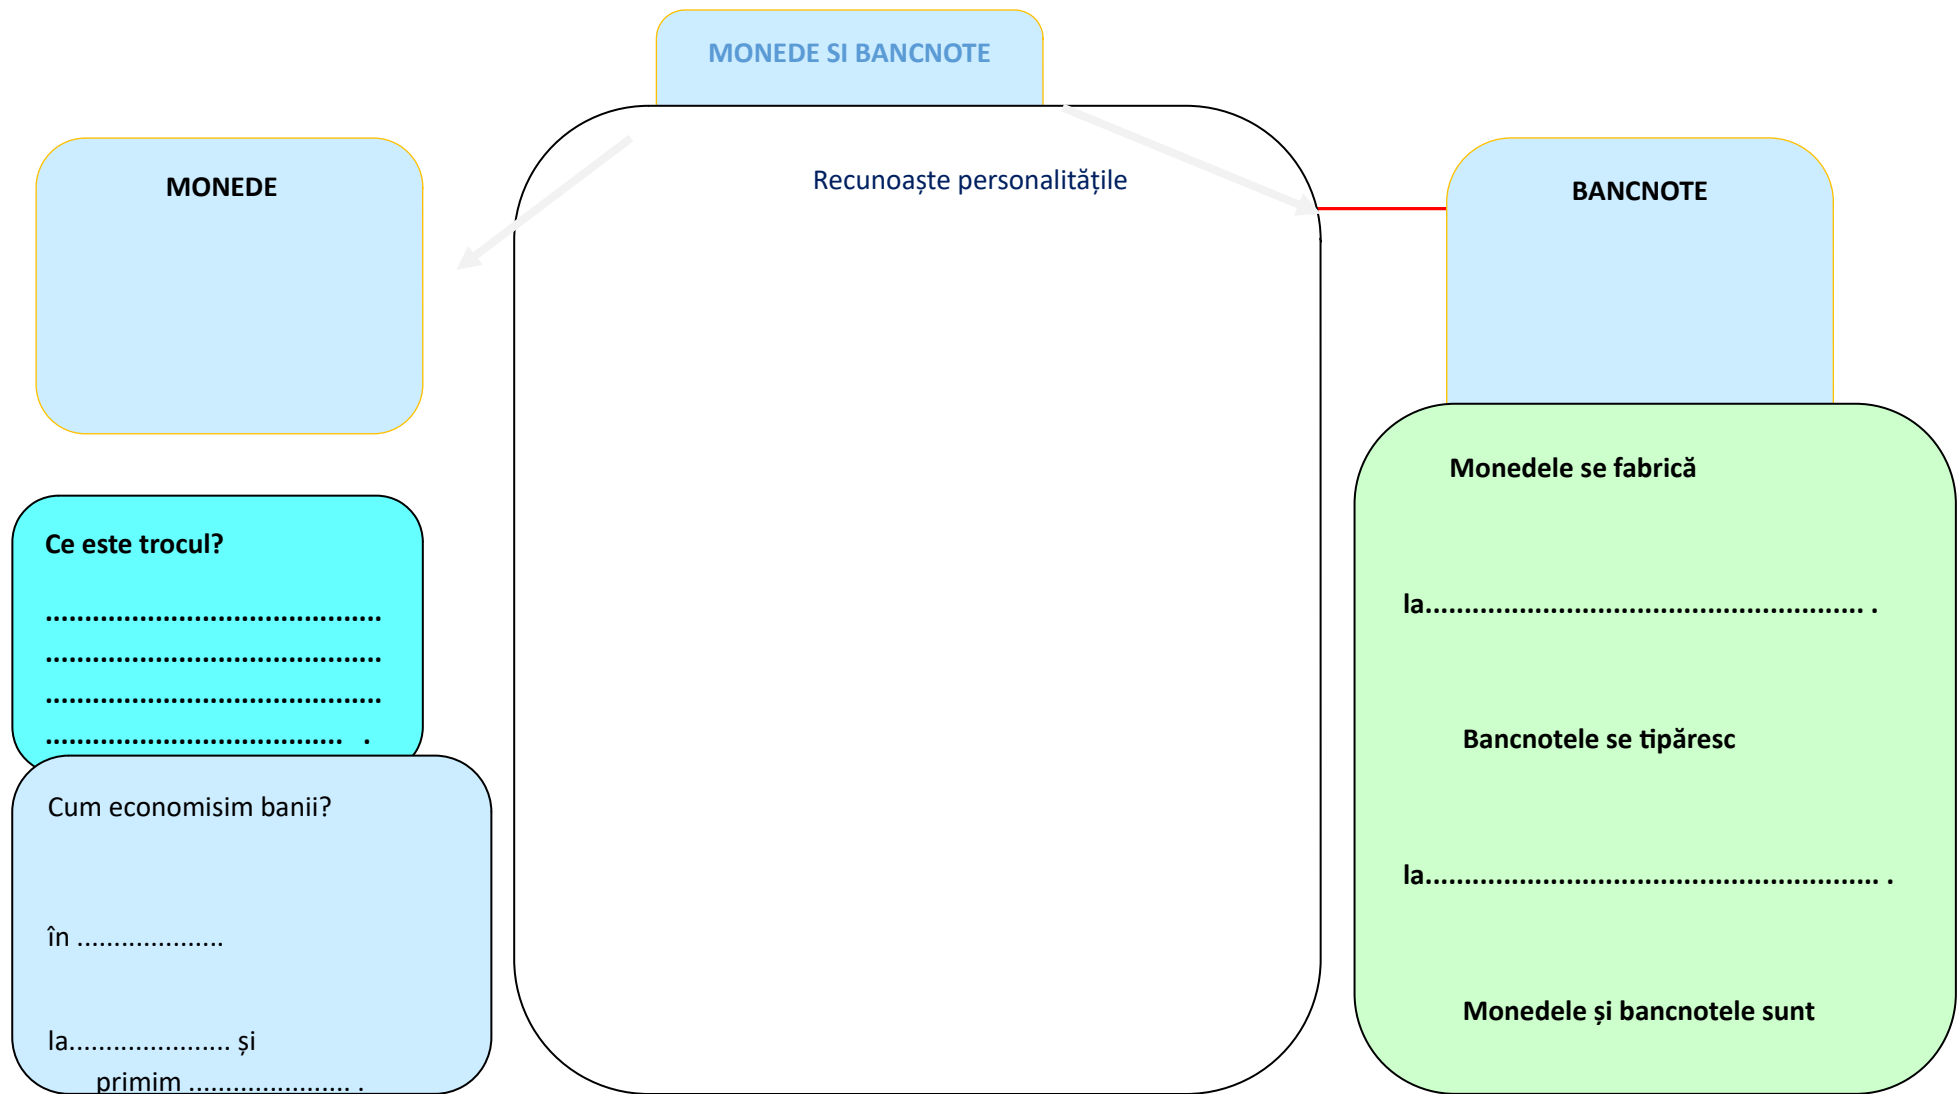 MONEDE SI BANCNOTE
MONEDE
Recunoaște personalitățile
BANCNOTE
Ce este trocul?
...........................................
...........................................
...........................................
...................................... .
Cum economisim banii?
în ....................
la...................... și
primim ...................... .
Monedele se fabrică
la........................................................ .
Bancnotele se tipăresc
la.......................................................... .
Monedele și bancnotele sunt